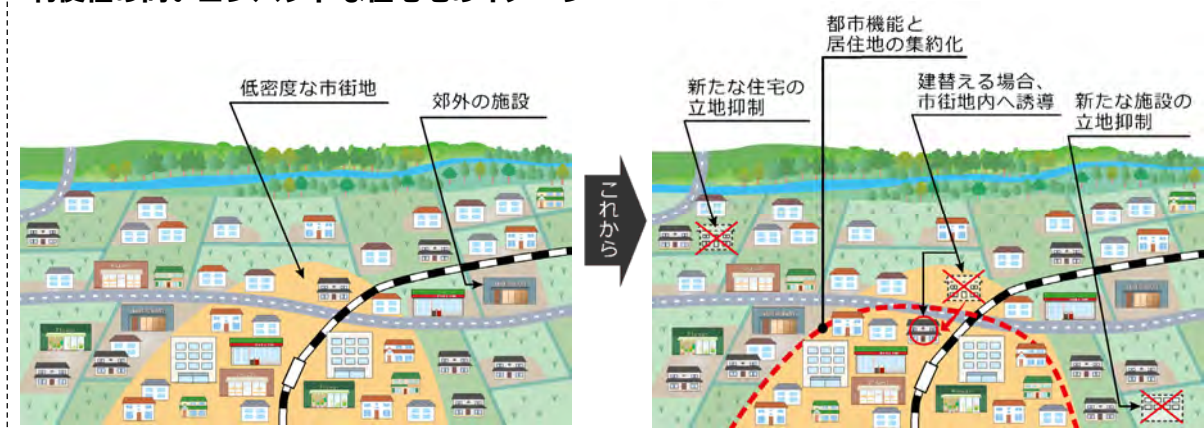 低密度な市街地
郊外の施設
これから
都市機能と
居住地の集約化
新たな住宅の
立地抑制
建替える場合、
市街地内へ誘導
新たな施設の
立地抑制